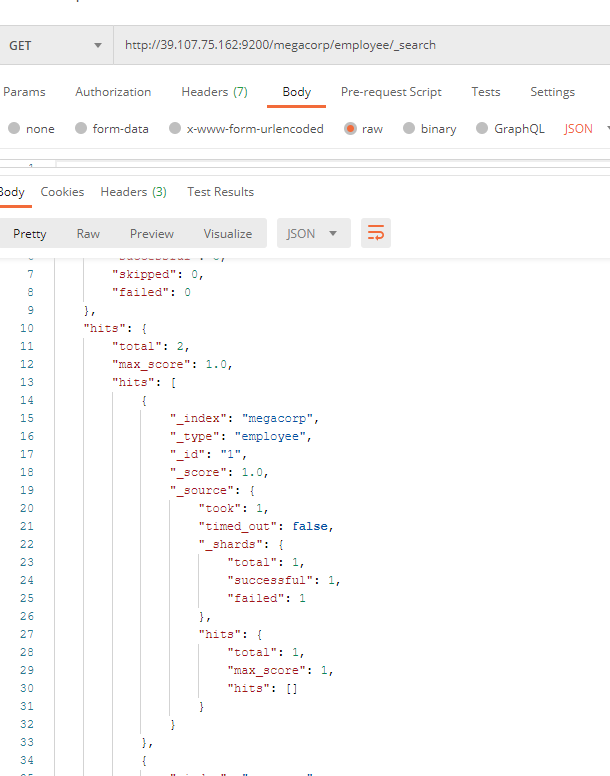 GET http://39.107.75.162:9200/megacorp/employee/_search
Params Authorization Headers (7) Body Pre-request Script Tests Settings
none form-data x-www-form-urlencoded raw binary GraphQL JSON
1
Body Cookies Headers (3) Test Results
Pretty Raw Preview Visualize JSON
7 "skipped": 0,
8 "failed": 0
9 },
10 "hits": {
11 "total": 2,
12 "max_score": 1.0,
13 "hits": [
14 {
15 "_index": "megacorp",
16 "_type": "employee",
17 "_id": "1",
18 "_score": 1.0,
19 "_source": {
20 "took": 1,
21 "timed_out": false,
22 "_shards": {
23 "total": 1,
24 "successful": 1,
25 "failed": 1
26 },
27 "hits": {
28 "total": 1,
29 "max_score": 1,
30 "hits": []
31 }
32 }
33 },
34 {